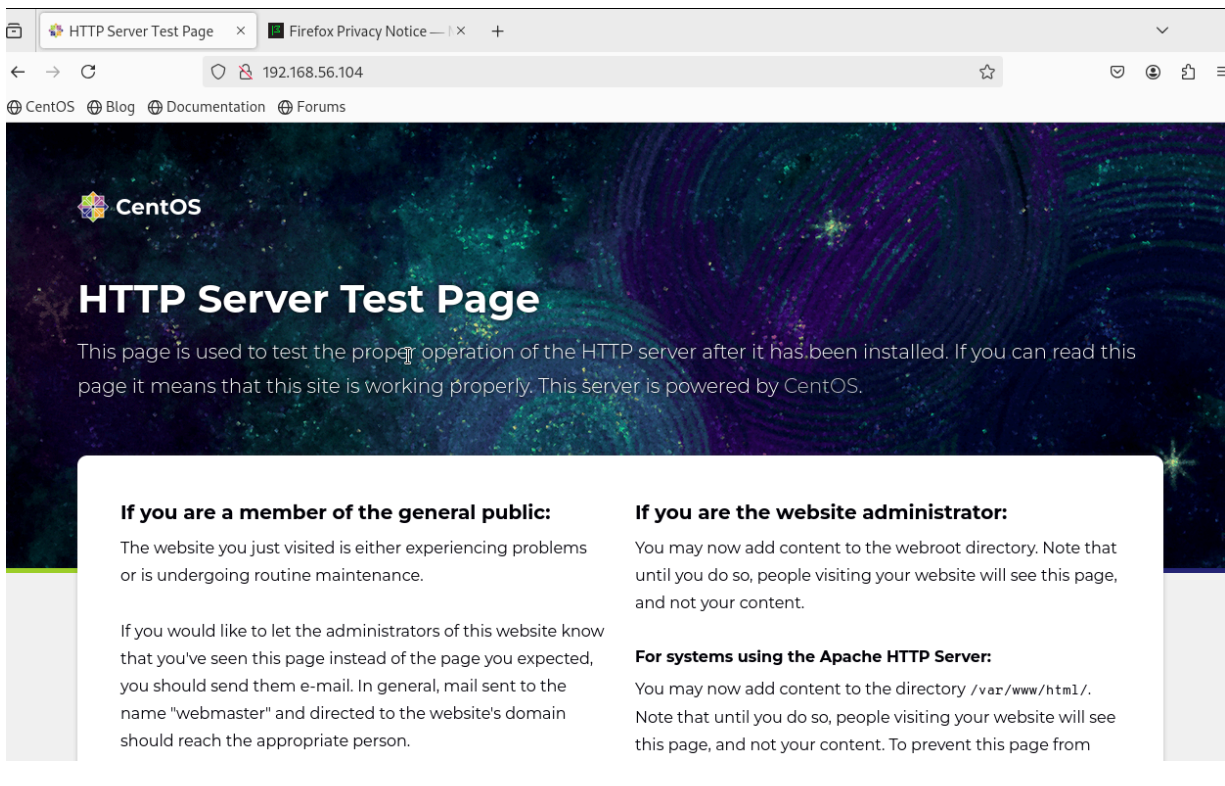 HTTP Server Test Page
Firefox Privacy Notice —
192.168.56.104
CentOS Blog Documentation Forums
CentOS
HTTP Server Test Page
This page is used to test the proper operation of the HTTP server after it has been installed. If you can read this
page it means that this site is working properly. This server is powered by CentOS.
If you are a member of the general public:
The website you just visited is either experiencing problems
or is undergoing routine maintenance.
If you would like to let the administrators of this website know
that you've seen this page instead of the page you expected,
you should send them e-mail. In general, mail sent to the
name "webmaster" and directed to the website's domain
should reach the appropriate person.
If you are the website administrator:
You may now add content to the webroot directory. Note that
until you do so, people visiting your website will see this page,
and not your content.
For systems using the Apache HTTP Server:
You may now add content to the directory /var/www/html/.
Note that until you do so, people visiting your website will see
this page, and not your content. To prevent this page from